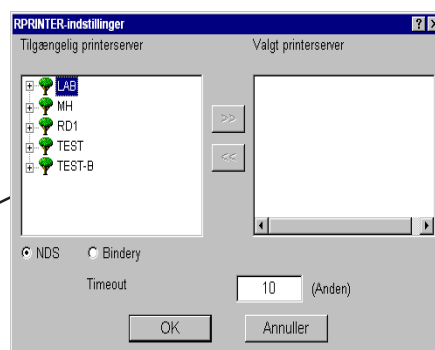 RPRINTER-indstillinger
Tilgængelig printerserver
Valgt printerserver
LAB
MH
RD1
TEST
TEST-B
>>
<<
NDS
Bindery
Timeout
10
(Anden)
OK
Annuller